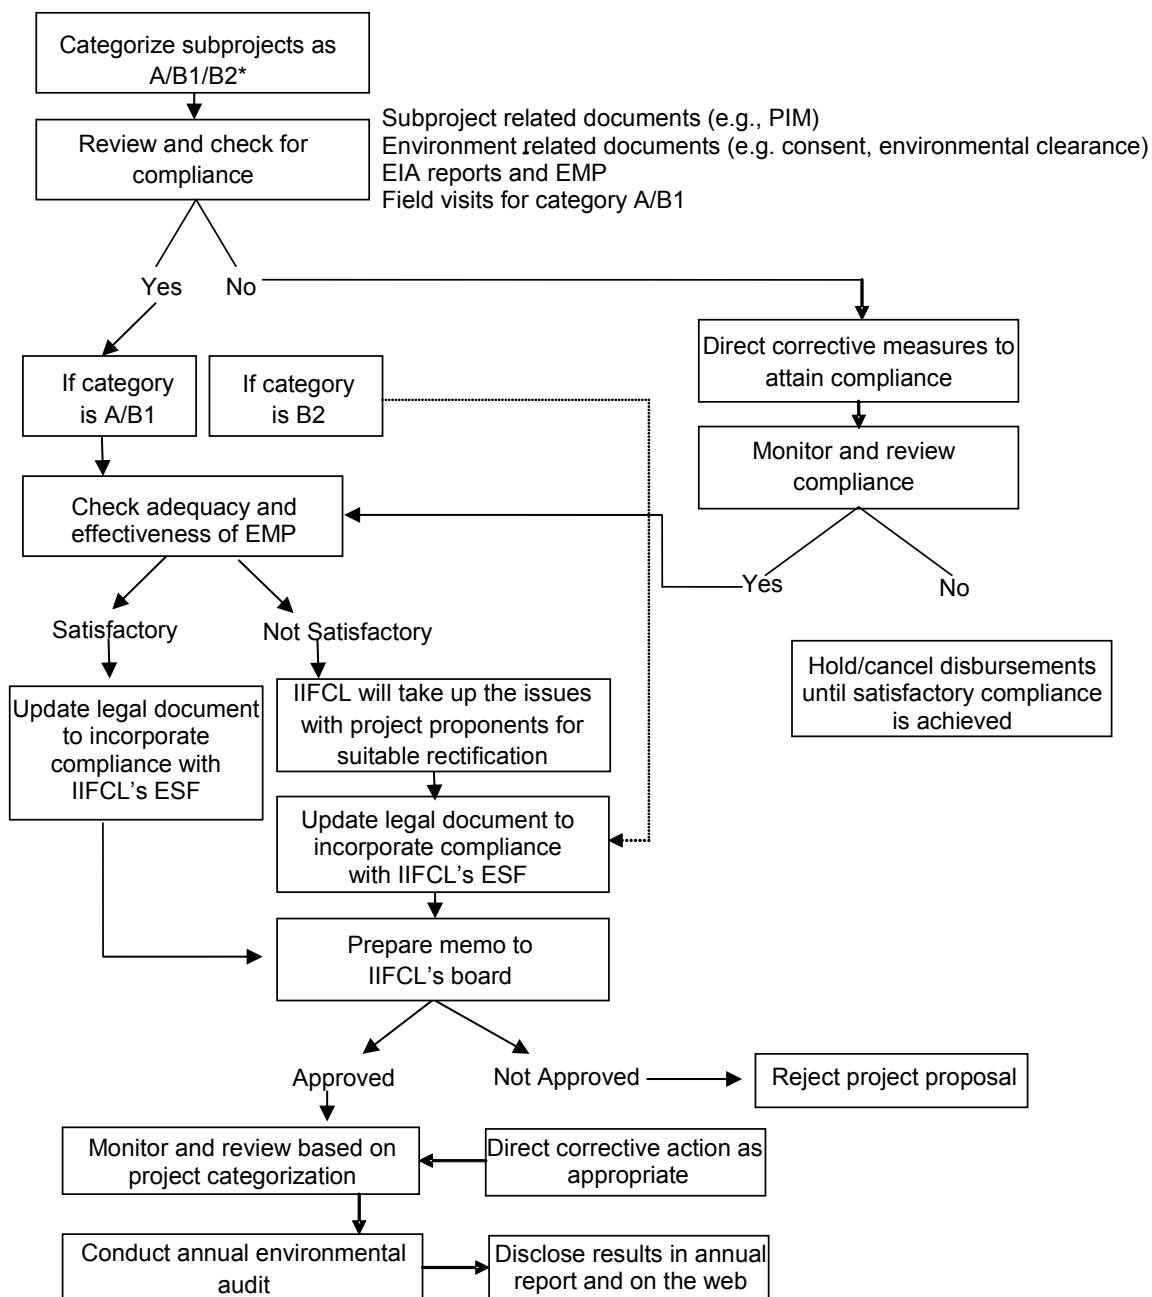 Categorize subprojects as
A/B1/B2*
Review and check for
compliance
Subproject related documents (e.g., PIM)
Environment related documents (e.g. consent, environmental clearance)
EIA reports and EMP
Field visits for category A/B1
Yes
No
If category
is A/B1
If category
is B2
Direct corrective measures to
attain compliance
Monitor and review
compliance
Check adequacy and
effectiveness of EMP
Yes
No
Satisfactory
Not Satisfactory
Hold/cancel disbursements
until satisfactory compliance
is achieved
Update legal document
to incorporate
compliance with
IIFCL's ESF
IIFCL will take up the issues
with project proponents for
suitable rectification
Update legal document to
incorporate compliance
with IIFCL's ESF
Prepare memo to
IIFCL's board
Approved
Not Approved
Reject project proposal
Monitor and review based on
project categorization
Direct corrective action as
appropriate
Conduct annual environmental
audit
Disclose results in annual
report and on the web